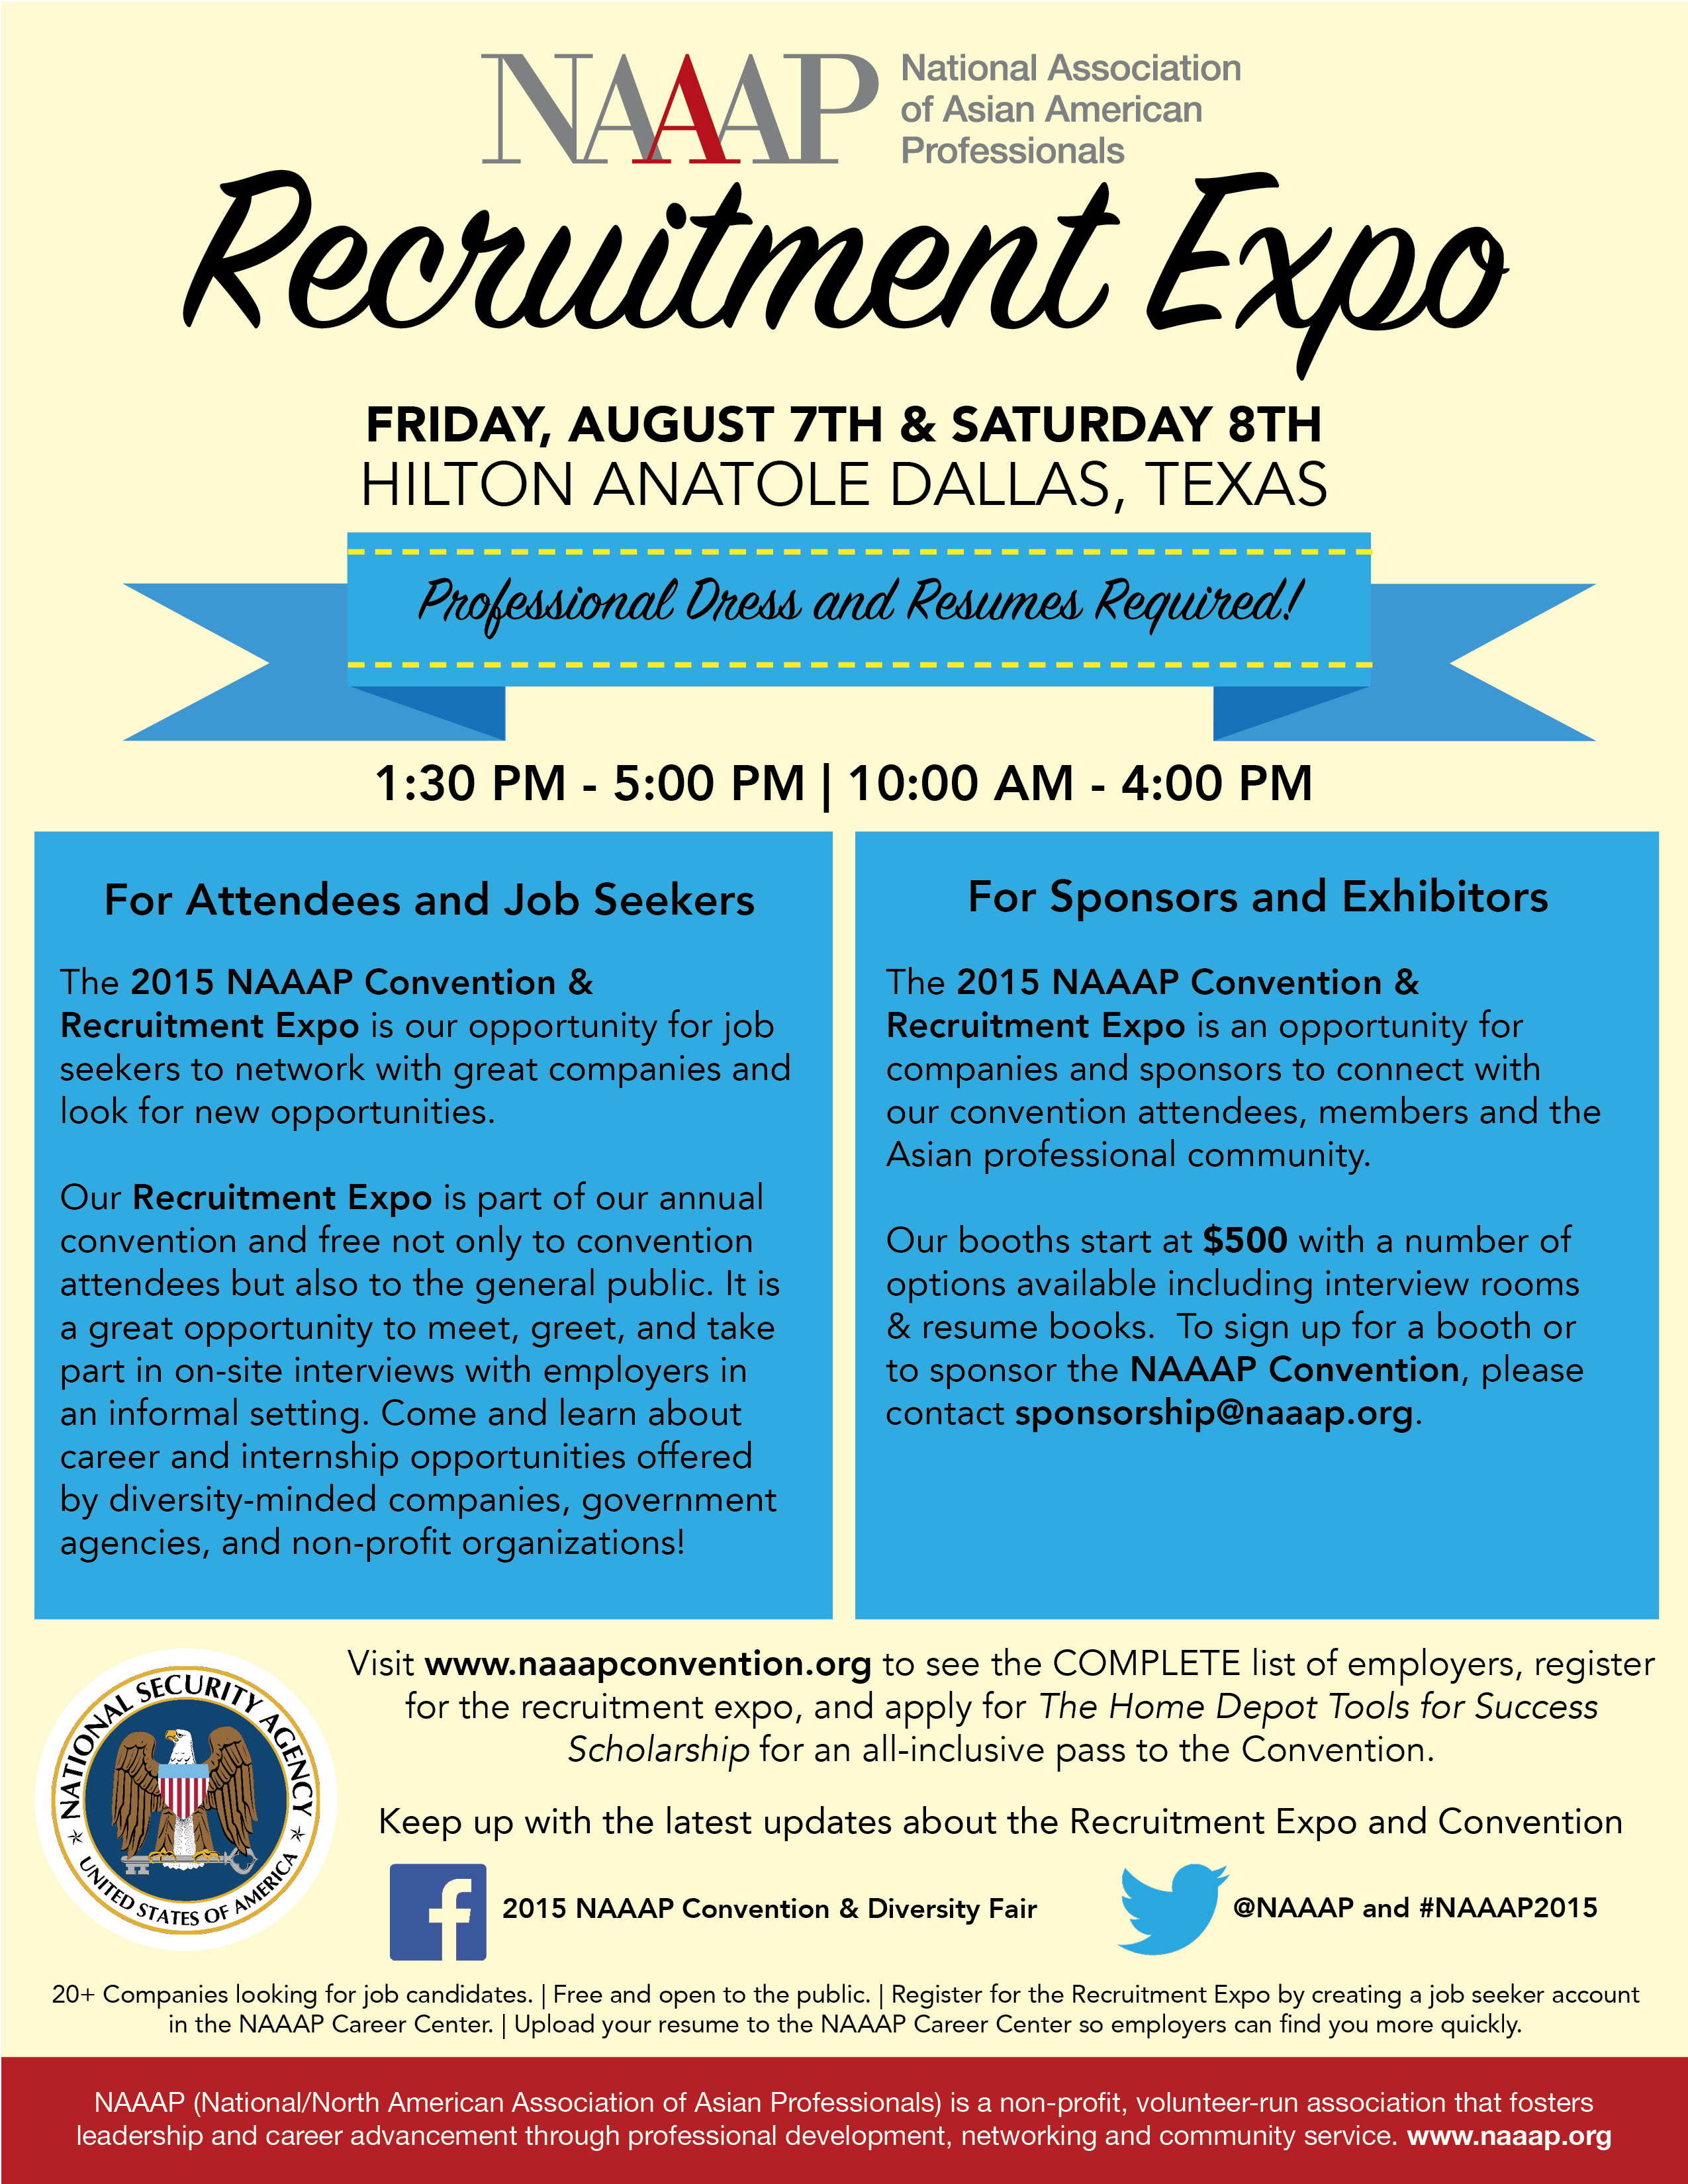 NAAAP
National Association
of Asian American
Professionals
Recruitment Expo
FRIDAY, AUGUST 7TH & SATURDAY 8TH
HILTON ANATOLE DALLAS, TEXAS
Professional Dress and Resumes Required!
1:30 PM - 5:00 PM | 10:00 AM - 4:00 PM
For Attendees and Job Seekers
The 2015 NAAAP Convention &
Recruitment Expo is our opportunity for job
seekers to network with great companies and
look for new opportunities.
Our Recruitment Expo is part of our annual
convention and free not only to convention
attendees but also to the general public. It is
a great opportunity to meet, greet, and take
part in on-site interviews with employers in
an informal setting. Come and learn about
career and internship opportunities offered
by diversity-minded companies, government
agencies, and non-profit organizations!
For Sponsors and Exhibitors
The 2015 NAAAP Convention &
Recruitment Expo is an opportunity for
companies and sponsors to connect with
our convention attendees, members and the
Asian professional community.
Our booths start at $500 with a number of
options available including interview rooms
& resume books. To sign up for a booth or
to sponsor the NAAAP Convention, please
contact sponsorship@naaap.org.
NATIONAL SECURITY AGENCY
UNITED STATES OF AMERICA
Visit www.naaapconvention.org to see the COMPLETE list of employers, register
for the recruitment expo, and apply for The Home Depot Tools for Success
Scholarship for an all-inclusive pass to the Convention.
Keep up with the latest updates about the Recruitment Expo and Convention
f 2015 NAAAP Convention & Diversity Fair
@NAAAP and #NAAAP2015
20+ Companies looking for job candidates. | Free and open to the public. | Register for the Recruitment Expo by creating a job seeker account
in the NAAAP Career Center. | Upload your resume to the NAAAP Career Center so employers can find you more quickly.
NAAAP (National/North American Association of Asian Professionals) is a non-profit, volunteer-run association that fosters
leadership and career advancement through professional development, networking and community service. www.naaap.org